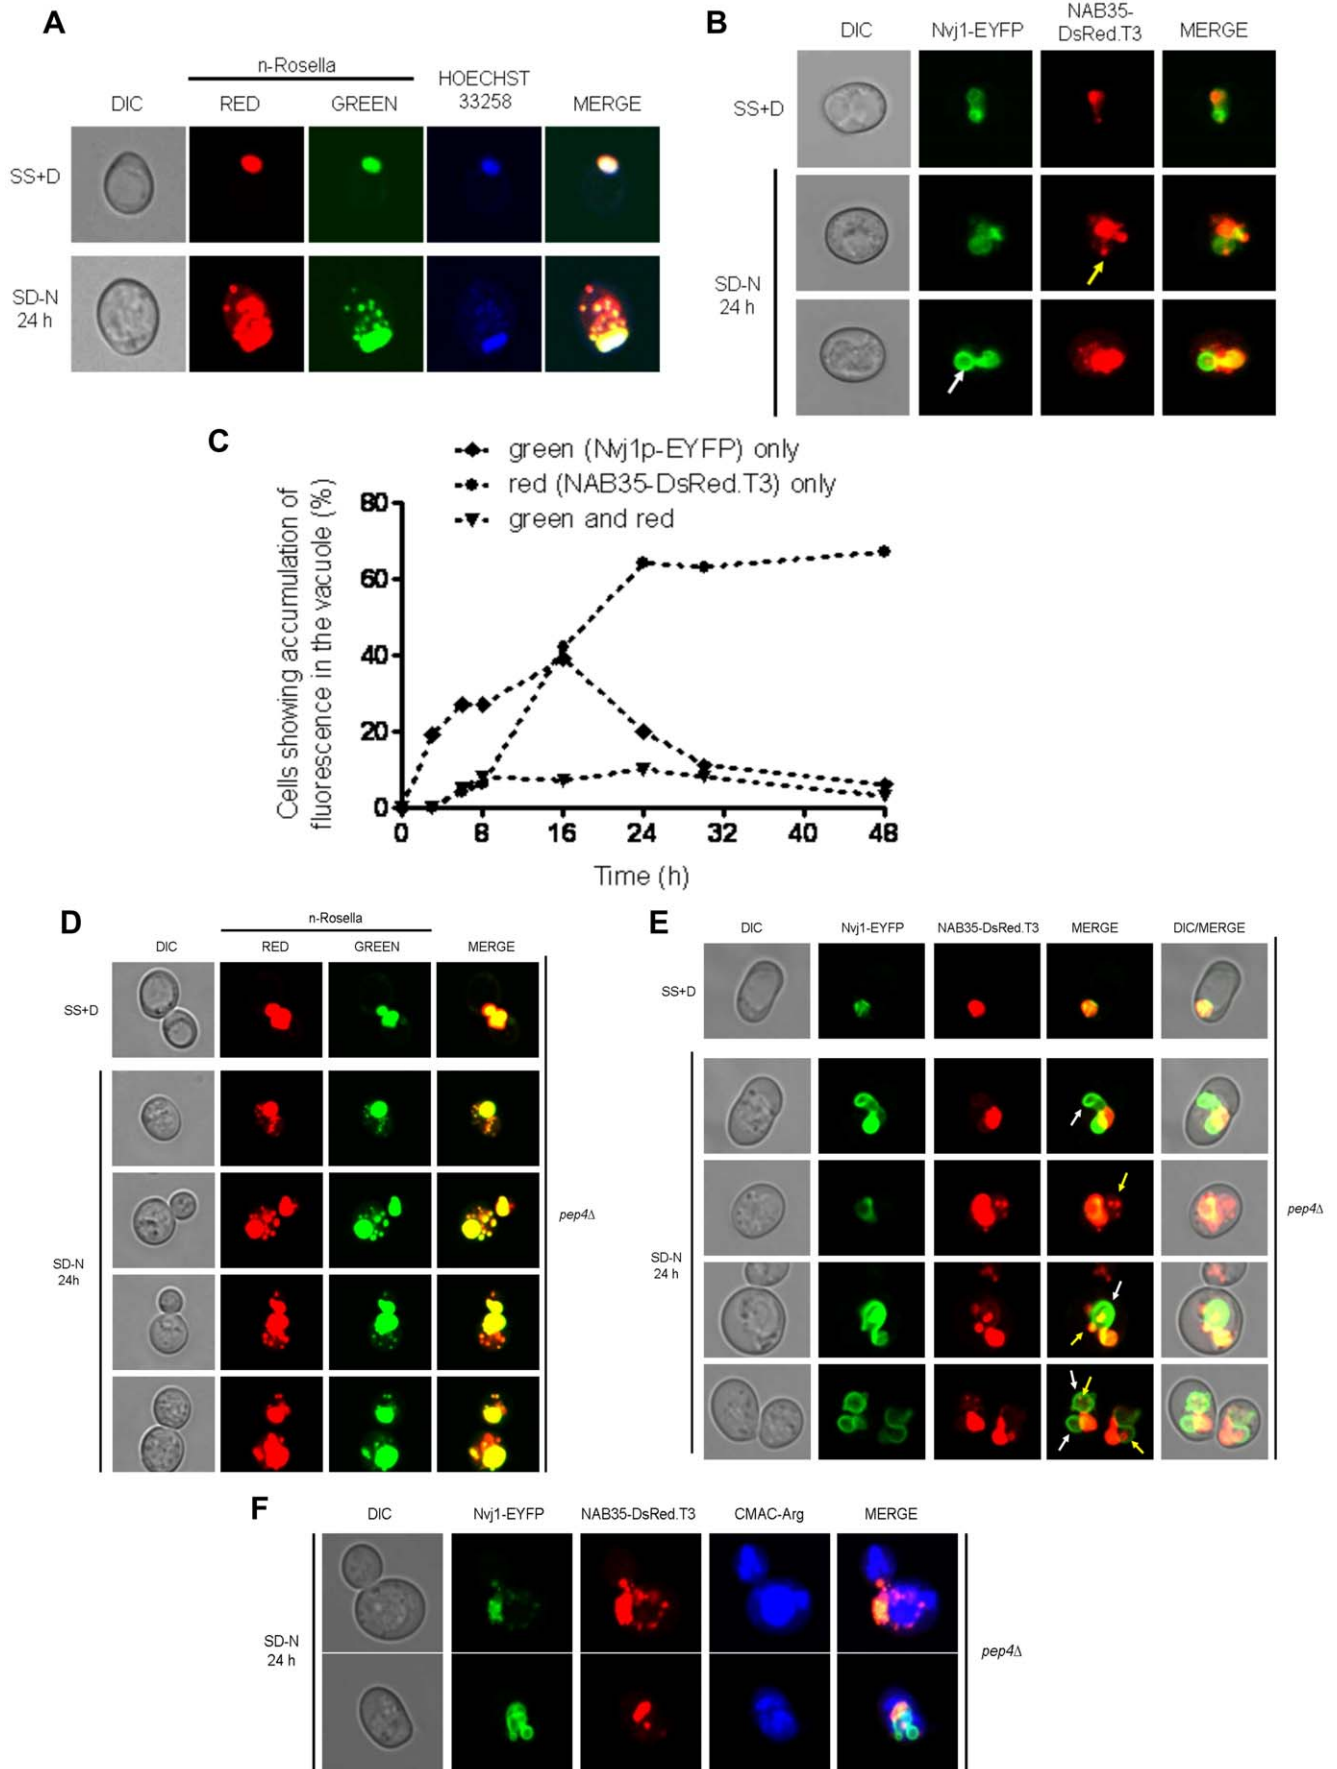 A
n-Rosella
DIC
RED
GREEN
HOECHST
33258
MERGE
SS+D
SD-N
24 h
B
DIC
Nvj1-EYFP
NAB35-
DsRed.T3
MERGE
SS+D
SD-N
24 h
C
green (Nvj1p-EYFP) only
red (NAB35-DsRed.T3) only
green and red
Cells showing accumulation of
fluorescence in the vacuole (%)
80
60
40
20
0
0 8 16 24 32 40 48
Time (h)
D
n-Rosella
DIC RED GREEN MERGE
SS+D
SD-N
24h
pep4Δ
E
DIC Nvj1-EYFP NAB35-DsRed.T3 MERGE DIC/MERGE
SS+D
SD-N
24 h
pep4Δ
F
DIC Nvj1-EYFP NAB35-DsRed.T3 CMAC-Arg MERGE
SD-N
24 h
pep4Δ